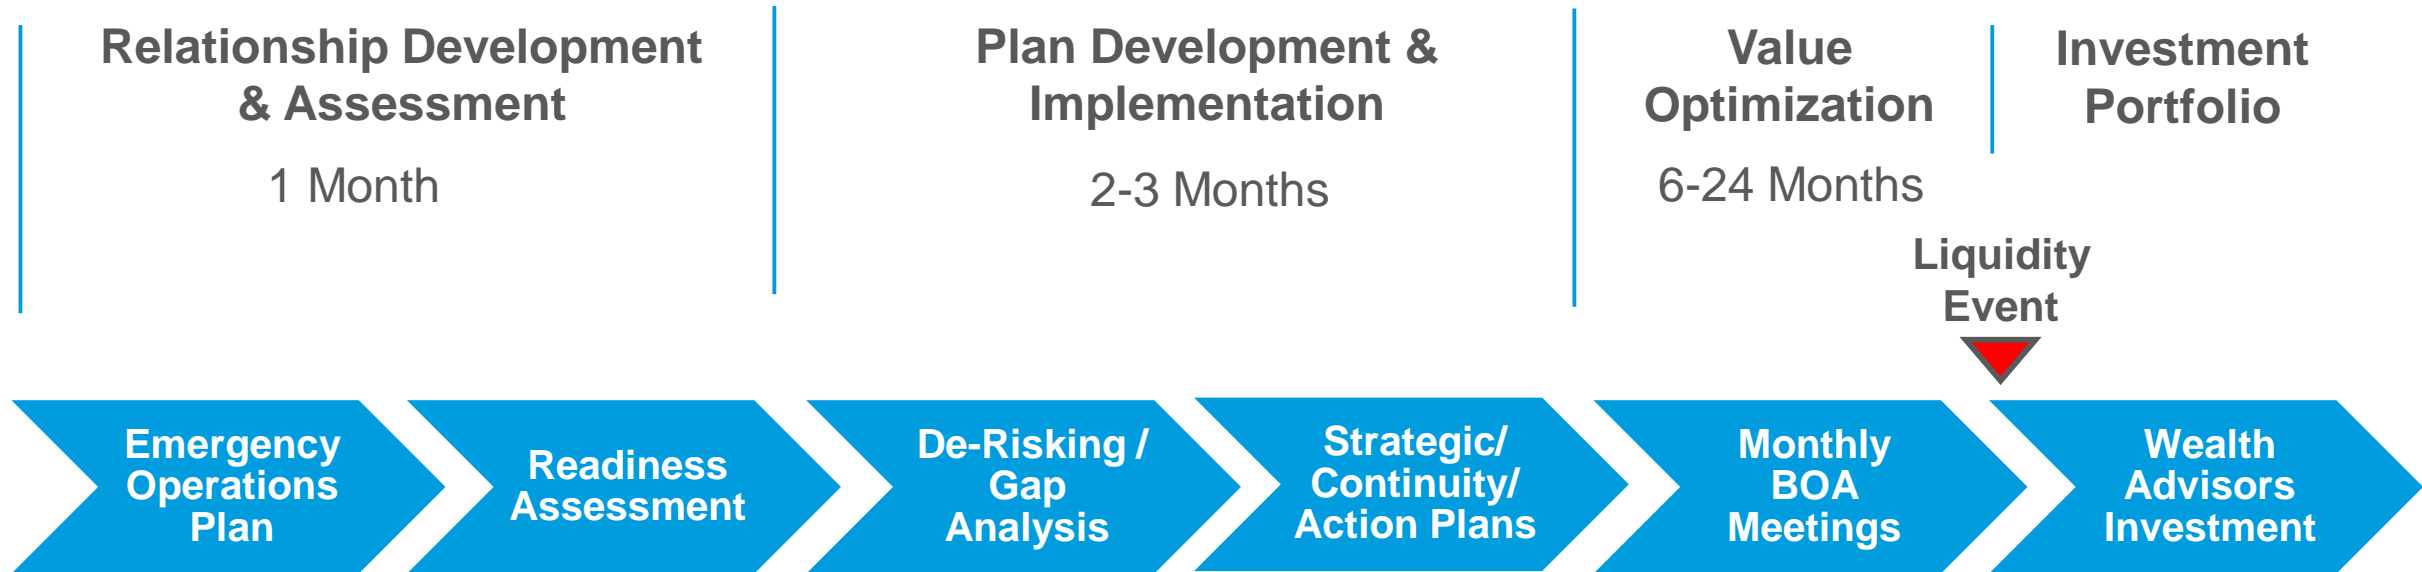 Relationship Development
& Assessment
1 Month
Plan Development &
Implementation
2-3 Months
Value
Optimization
6-24 Months
Investment
Portfolio
Liquidity
Event
Emergency
Operations
Plan
Readiness
Assessment
De-Risking /
Gap
Analysis
Strategic/
Continuity/
Action Plans
Monthly
BOA
Meetings
Wealth
Advisors
Investment